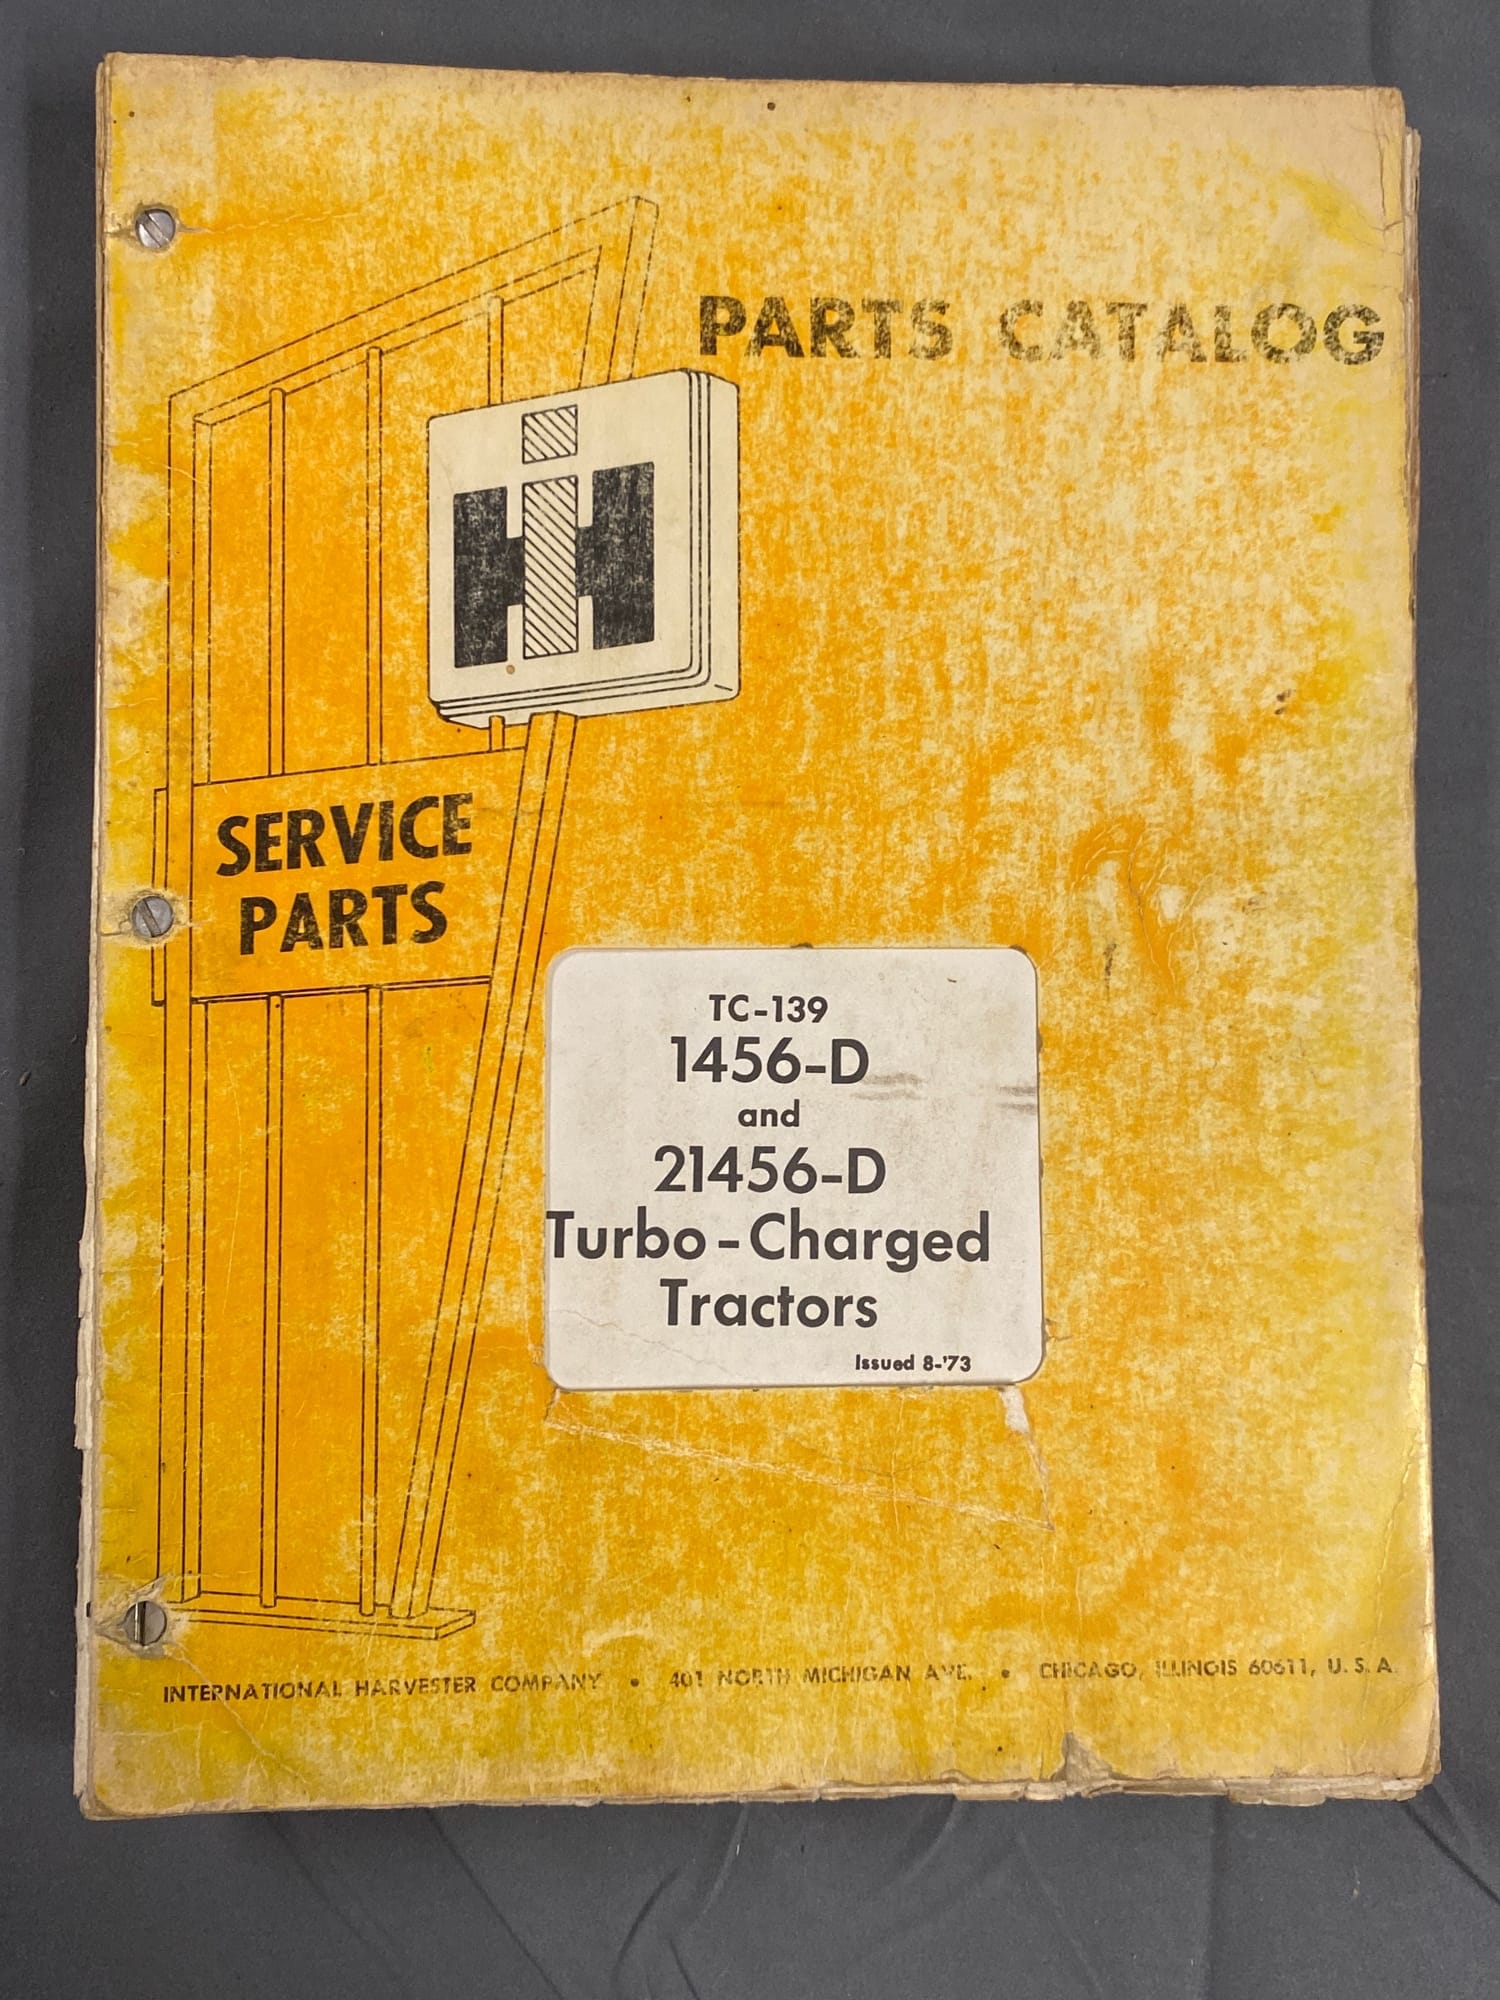 PARTS CATALOG
IH
SERVICE
PARTS
TC-139
1456-D
and
21456-D
Turbo-Charged
Tractors
Issued 8-'73
INTERNATIONAL HARVESTER COMPANY • 401 NORTH MICHIGAN AVE. • CHICAGO, ILLINOIS 60611, U.S.A.